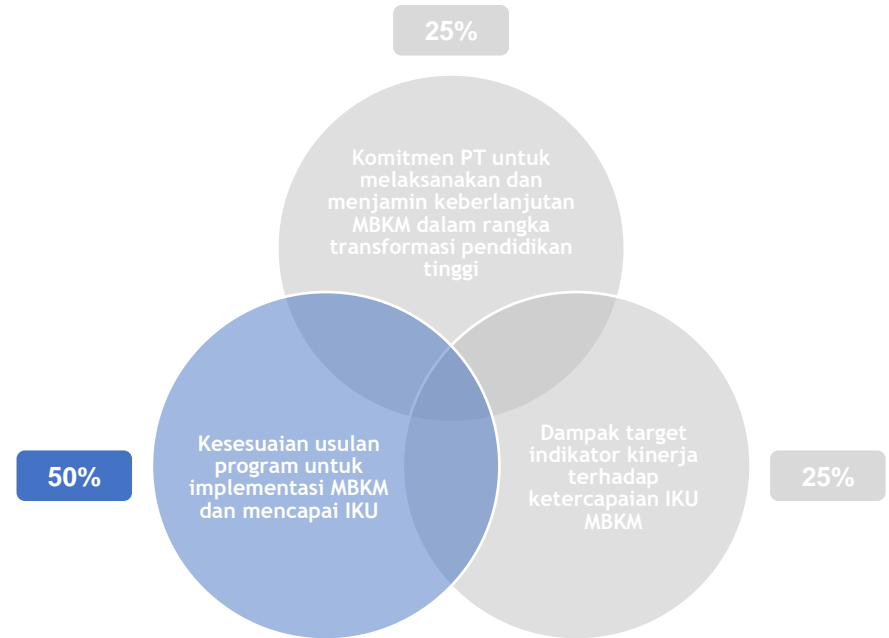 25%
Komitmen PT untuk
melaksanakan dan
menjamin keberlanjutan
MBKM dalam rangka
transformasi pendidikan
tinggi
50%
Kesesuaian usulan
program untuk
implementasi MBKM
dan mencapai IKU
Dampak target
indikator kinerja
terhadap
ketercapaian IKU
MBKM
25%